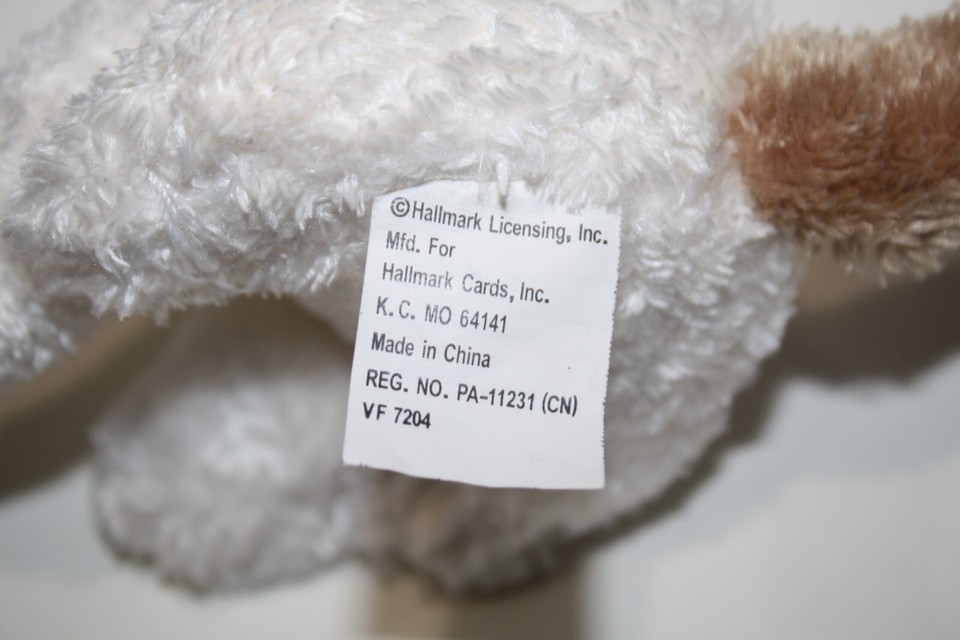 ©Hallmark Licensing, Inc.
Mfd. For
Hallmark Cards, Inc.
K. C. MO 64141
Made in China
REG. NO. PA-11231 (CN)
VF 7204